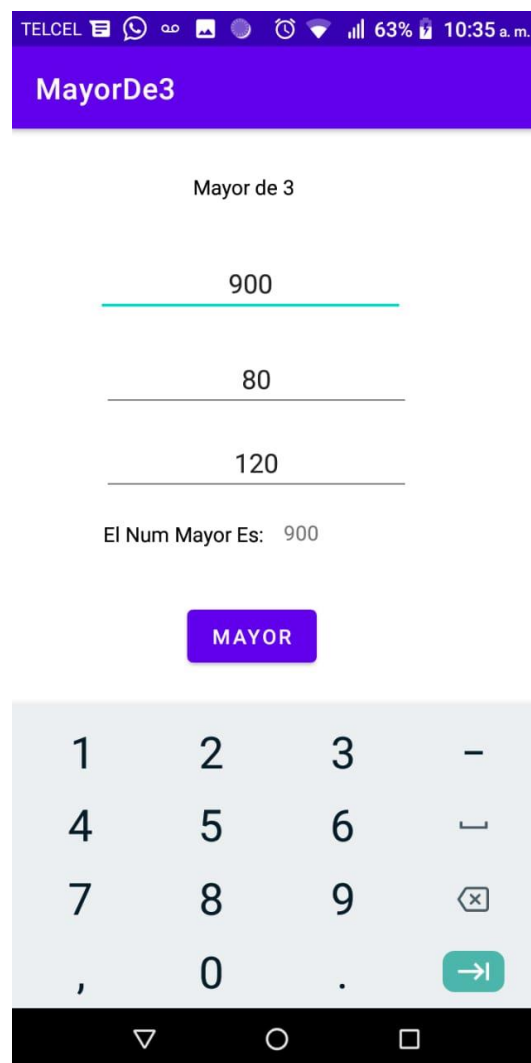 TELCEL 63% 10:35 a. m.
MayorDe3
Mayor de 3
900
80
120
El Num Mayor Es: 900
MAYOR
1 2 3 -
4 5 6
7 8 9
, 0 .